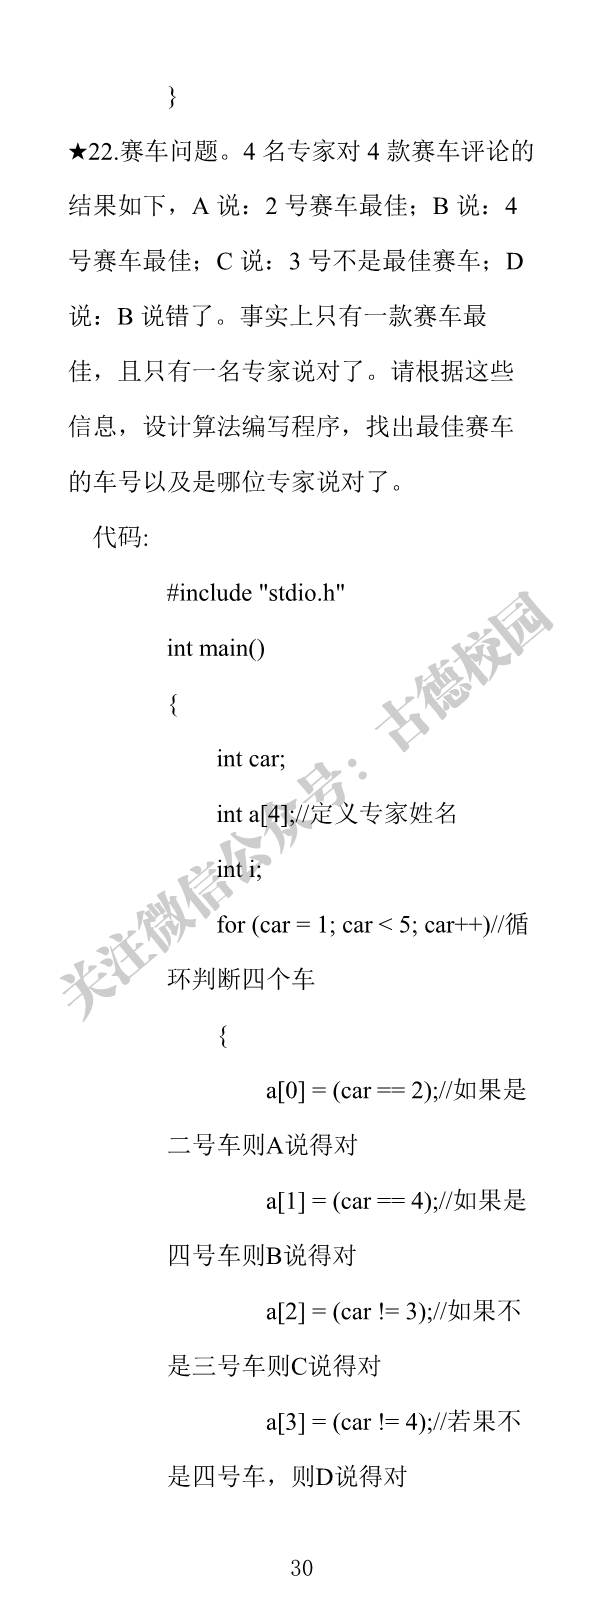 }
★22.赛车问题。4 名专家对 4 款赛车评论的
结果如下，A 说：2 号赛车最佳；B 说：4
号赛车最佳；C 说：3 号不是最佳赛车；D
说：B 说错了。事实上只有一款赛车最
佳，且只有一名专家说对了。请根据这些
信息，设计算法编写程序，找出最佳赛车
的车号以及是哪位专家说对了。
代码:
#include "stdio.h"
int main()
{
int car;
int a[4];//定义专家姓名
int i;
for (car = 1; car < 5; car++)//循
环判断四个车
{
a[0] = (car == 2);//如果是
二号车则A说得对
a[1] = (car == 4);//如果是
四号车则B说得对
a[2] = (car != 3);//如果不
是三号车则C说得对
a[3] = (car != 4);//若果不
是四号车，则D说得对
关注微信公众号：古德校园
30